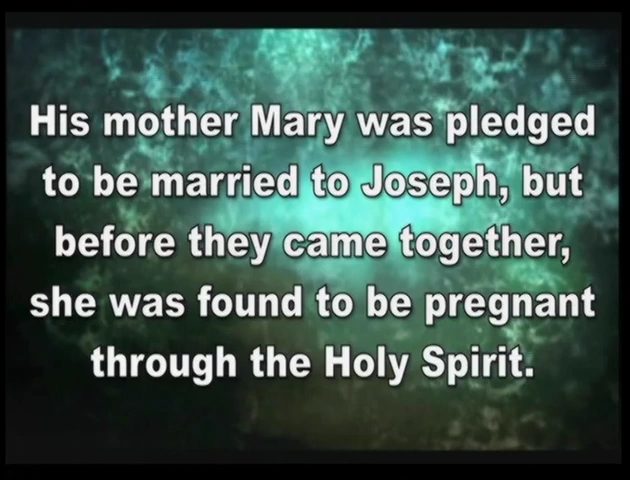 His mother Mary was pledged
to be married to Joseph, but
before they came together,
she was found to be pregnant
through the Holy Spirit.